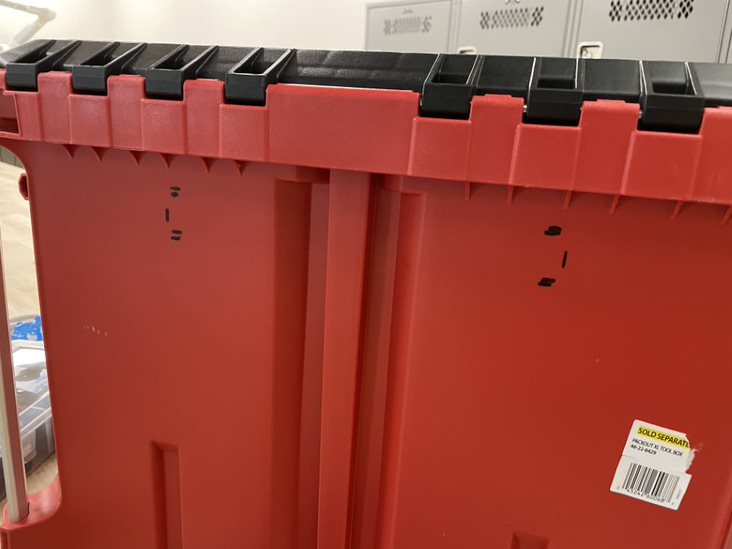 SOLD SEPARATE
PACKOUT XL TOOL BOX
48-22-8429